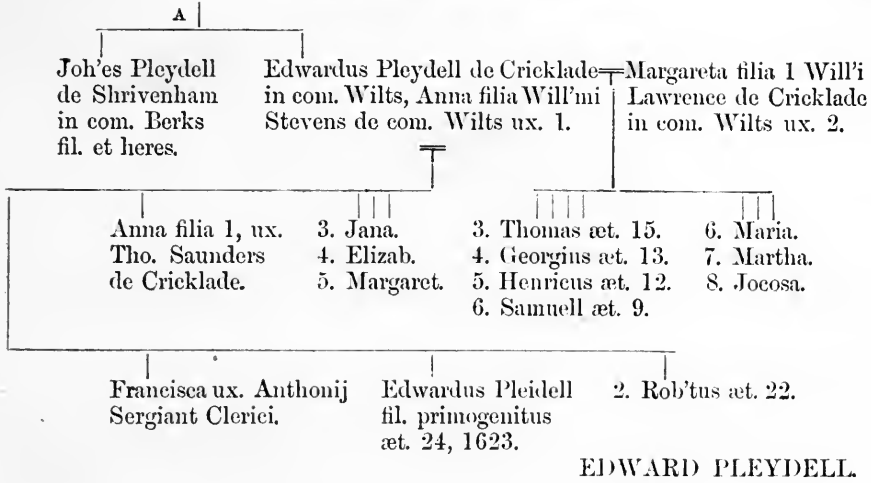 A
Joh'es Pleydell
de Shrivenham
in com. Berks
fil. et heres.
Edwardus Pleydell de Cricklade
in com. Wilts, Anna filia Will'mi
Stevens de com. Wilts ux. 1.
Margareta filia 1 Will'i
Lawrence de Cricklade
in com. Wilts ux. 2.
Anna filia 1, ux.
Tho. Saunders
de Cricklade.
3. Jana.
4. Elizab.
5. Margaret.
3. Thomas æt. 15.
4. Georgius æt. 13.
5. Henricus æt. 12.
6. Samuell æt. 9.
6. Maria.
7. Martha.
8. Jocosa.
Francisca ux. Anthonij
Sergiant Clerici.
Edwardus Pleidell
fil. primogenitus
æt. 24, 1623.
2. Rob'tus æt. 22.
EDWARD PLEYDELL.